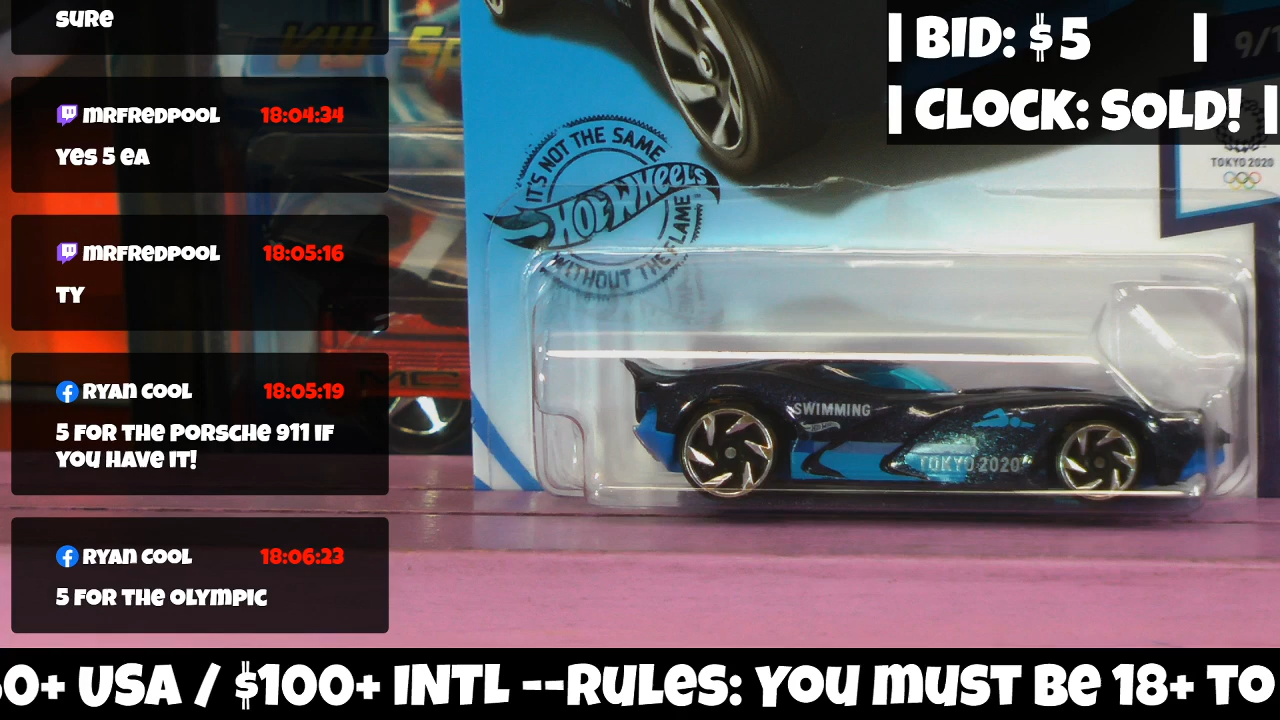 sure
mrfredpool 18:04:34
Yes 5 ea
mrfredpool 18:05:16
TY
Ryan Cool 18:05:19
5 for the Porsche 911 if
you have it!
Ryan Cool 18:06:23
5 for the olympic
| BID: $5 |
| CLOCK: SOLD! |
TOKYO 2020
IT'S NOT THE SAME
HOT WHEELS
WITHOUT THE FLAME
SWIMMING
HOT WHEELS
TOKYO 2020
0+ USA / $100+ INTL --Rules: You must be 18+ to